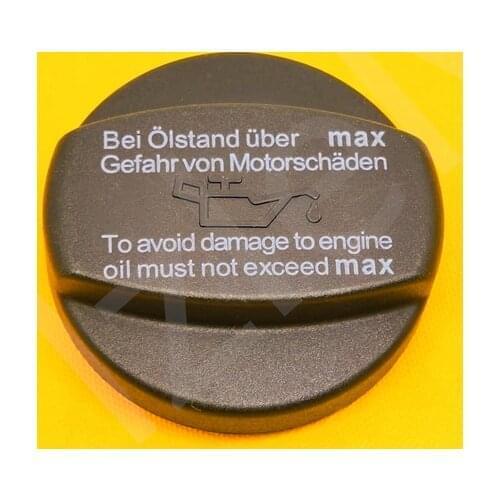 Bei Ölstand über max
Gefahr von Motorschäden
To avoid damage to engine
oil must not exceed max